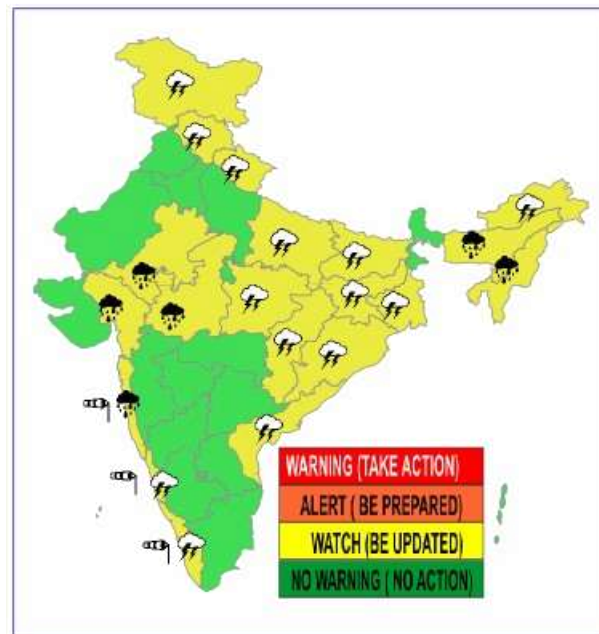 WARNING (TAKE ACTION)
ALERT ( BE PREPARED)
WATCH (BE UPDATED)
NO WARNING ( NO ACTION)